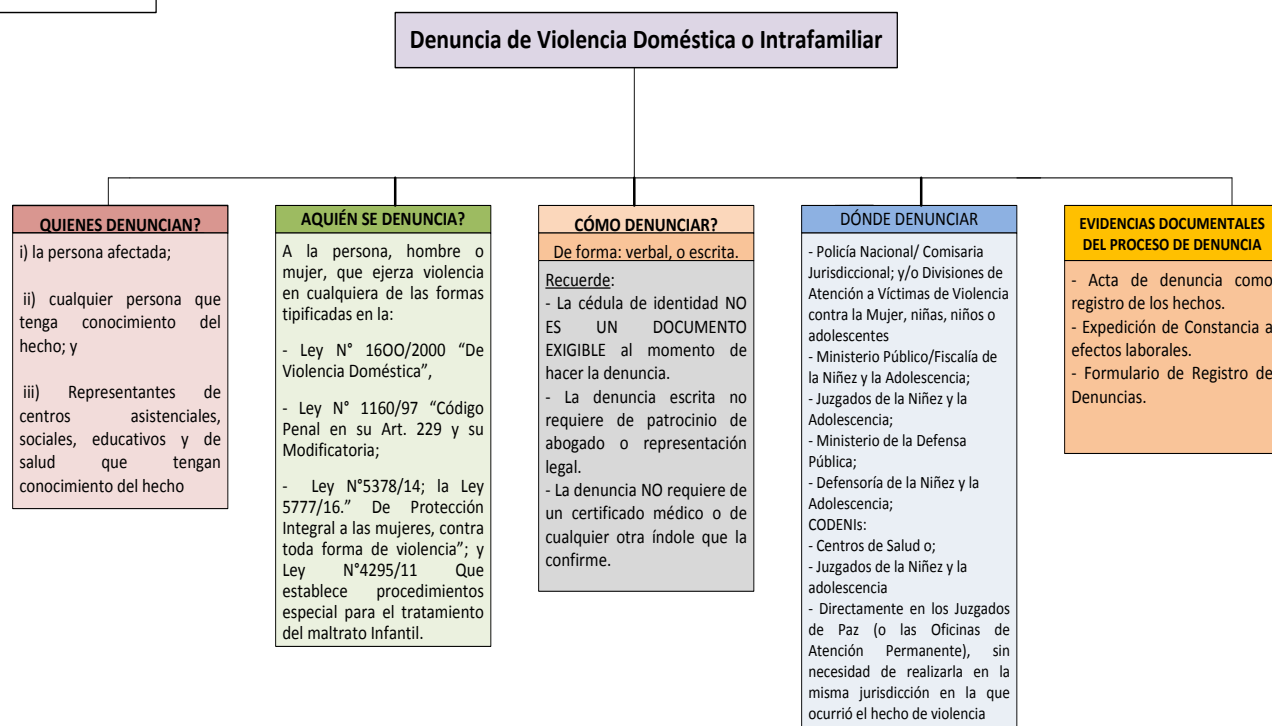 Denuncia de Violencia Doméstica o Intrafamiliar
QUIENES DENUNCIAN?
i) la persona afectada;
ii) cualquier persona que
tenga conocimiento del
hecho; y
iii) Representantes de
centros asistenciales,
sociales, educativos y de
salud que tengan
conocimiento del hecho
AQUIÉN SE DENUNCIA?
A la persona, hombre o
mujer, que ejerza violencia
en cualquiera de las formas
tipificadas en la:
- Ley N° 16OO/2000 “De
Violencia Doméstica”,
- Ley N° 1160/97 “Código
Penal en su Art. 229 y su
Modificatoria;
- Ley N°5378/14; la Ley
5777/16.” De Protección
Integral a las mujeres, contra
toda forma de violencia”; y
Ley N°4295/11 Que
establece procedimientos
especial para el tratamiento
del maltrato Infantil.
CÓMO DENUNCIAR?
De forma: verbal, o escrita.
Recuerde:
- La cédula de identidad NO
ES UN DOCUMENTO
EXIGIBLE al momento de
hacer la denuncia.
- La denuncia escrita no
requiere de patrocinio de
abogado o representación
legal.
- La denuncia NO requiere de
un certificado médico o de
cualquier otra índole que la
confirme.
DÓNDE DENUNCIAR
- Policía Nacional/ Comisaria
Jurisdiccional; y/o Divisiones de
Atención a Víctimas de Violencia
contra la Mujer, niñas, niños o
adolescentes
- Ministerio Público/Fiscalía de
la Niñez y la Adolescencia;
- Juzgados de la Niñez y la
Adolescencia;
- Ministerio de la Defensa
Pública;
- Defensoría de la Niñez y la
Adolescencia;
CODENIs:
- Centros de Salud o;
- Juzgados de la Niñez y la
adolescencia
- Directamente en los Juzgados
de Paz (o las Oficinas de
Atención Permanente), sin
necesidad de realizarla en la
misma jurisdicción en la que
ocurrió el hecho de violencia
EVIDENCIAS DOCUMENTALES
DEL PROCESO DE DENUNCIA
- Acta de denuncia como
registro de los hechos.
- Expedición de Constancia a
efectos laborales.
- Formulario de Registro de
Denuncias.